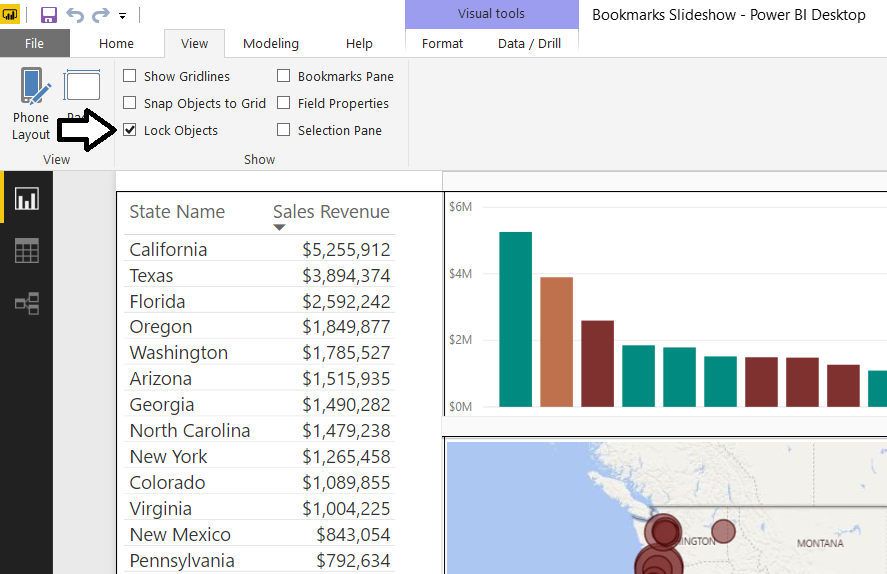 Visual tools
Bookmarks Slideshow - Power BI Desktop
File Home View Modeling Help Format Data / Drill
Show Gridlines Bookmarks Pane
Snap Objects to Grid Field Properties
Lock Objects Selection Pane
Phone
Layout
View Show
State Name Sales Revenue
California $5,255,912
Texas $3,894,374
Florida $2,592,242
Oregon $1,849,877
Washington $1,785,527
Arizona $1,515,935
Georgia $1,490,282
North Carolina $1,479,238
New York $1,265,458
Colorado $1,089,855
Virginia $1,004,225
New Mexico $843,054
Pennsylvania $792,634
$6M
$4M
$2M
$0M
INGTON
MONTANA